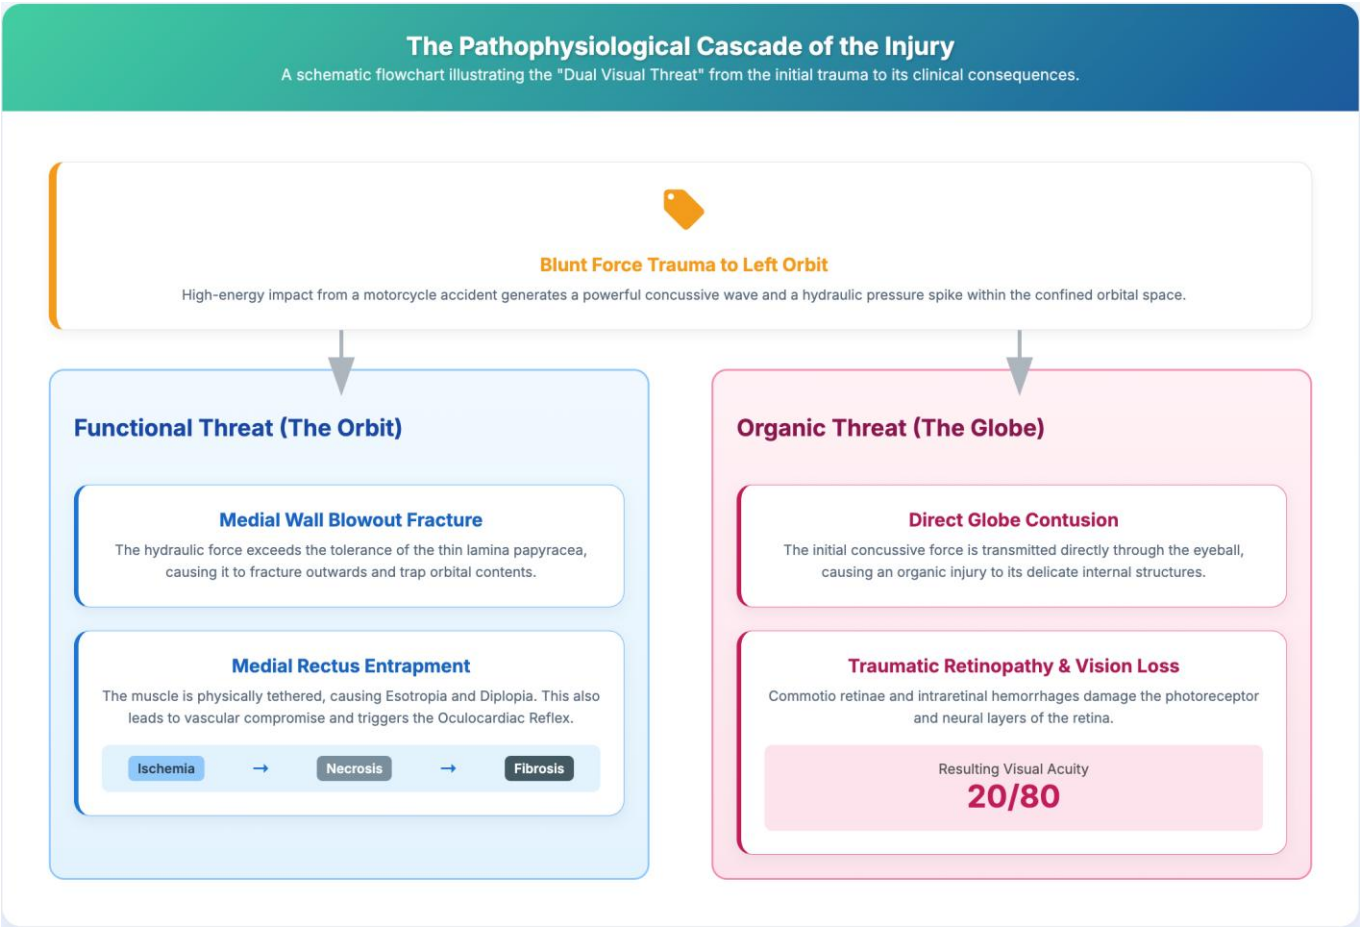 The Pathophysiological Cascade of the Injury
A schematic flowchart illustrating the "Dual Visual Threat" from the initial trauma to its clinical consequences.
Blunt Force Trauma to Left Orbit
High-energy impact from a motorcycle accident generates a powerful concussive wave and a hydraulic pressure spike within the confined orbital space.
Functional Threat (The Orbit)
Medial Wall Blowout Fracture
The hydraulic force exceeds the tolerance of the thin lamina papyracea,
causing it to fracture outwards and trap orbital contents.
Medial Rectus Entrapment
The muscle is physically tethered, causing Esotropia and Diplopia. This also
leads to vascular compromise and triggers the Oculocardiac Reflex.
Ischemia → Necrosis → Fibrosis
Organic Threat (The Globe)
Direct Globe Contusion
The initial concussive force is transmitted directly through the eyeball,
causing an organic injury to its delicate internal structures.
Traumatic Retinopathy & Vision Loss
Commotio retinae and intraretinal hemorrhages damage the photoreceptor
and neural layers of the retina.
Resulting Visual Acuity
20/80